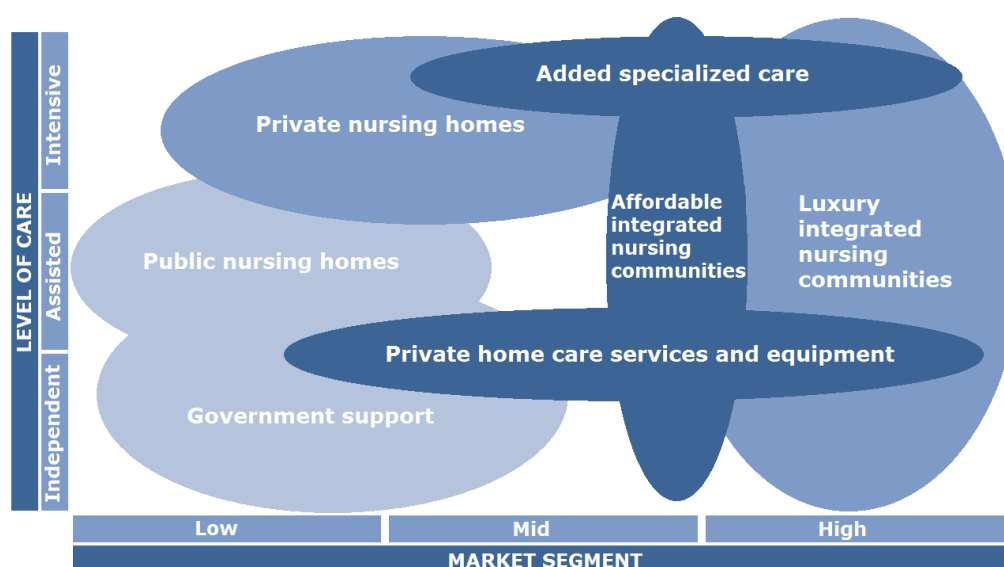 Added specialized care
Private nursing homes
Affordable
integrated
nursing
communities
Luxury
integrated
nursing
communities
Public nursing homes
Private home care services and equipment
Government support
LEVEL OF CARE
Intensive
Assisted
Independent
Low
Mid
High
MARKET SEGMENT